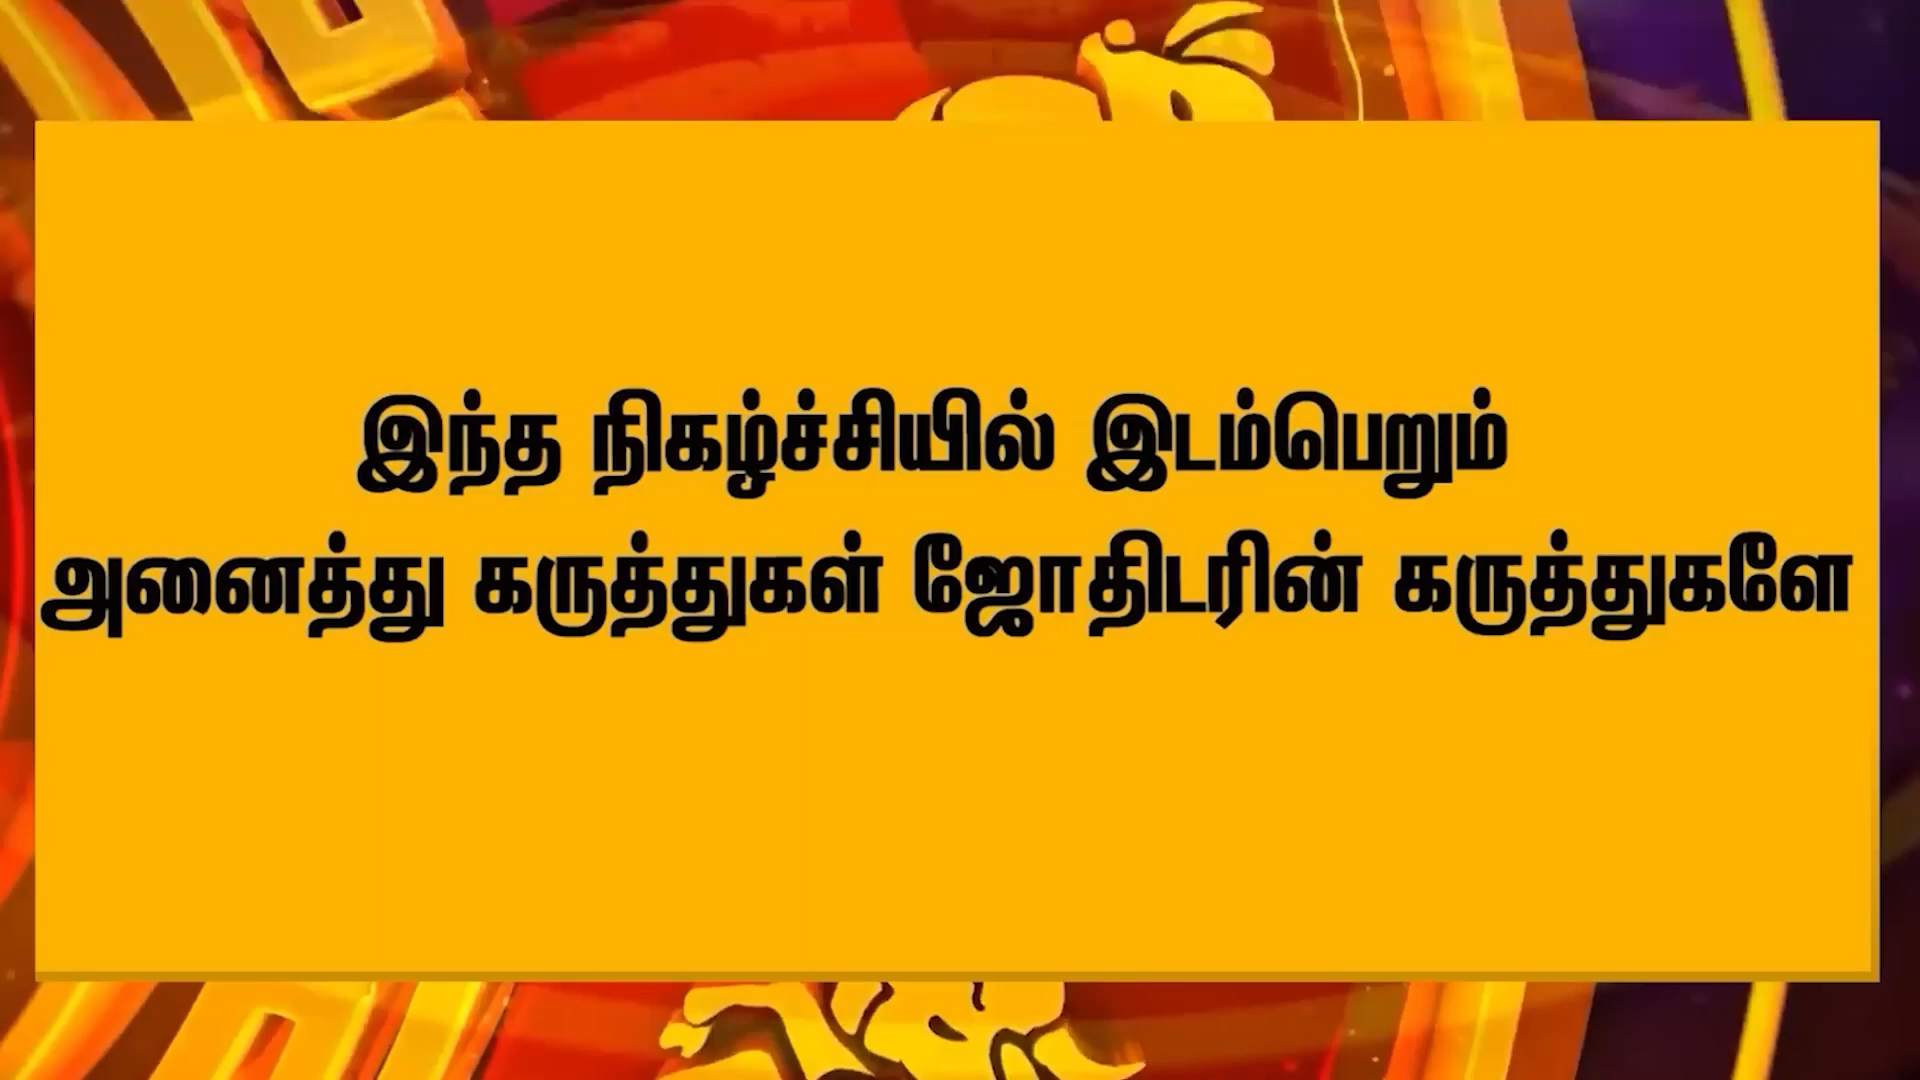 இந்த நிகழ்ச்சியில் இடம்பெறும்
அனைத்து கருத்துகள் ஜோதிடரின் கருத்துகளே